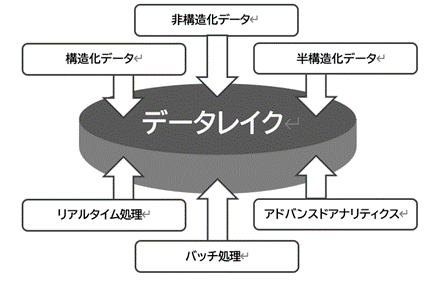 非構造化データ
構造化データ
半構造化データ
データレイク
リアルタイム処理
アドバンスドアナリティクス
バッチ処理